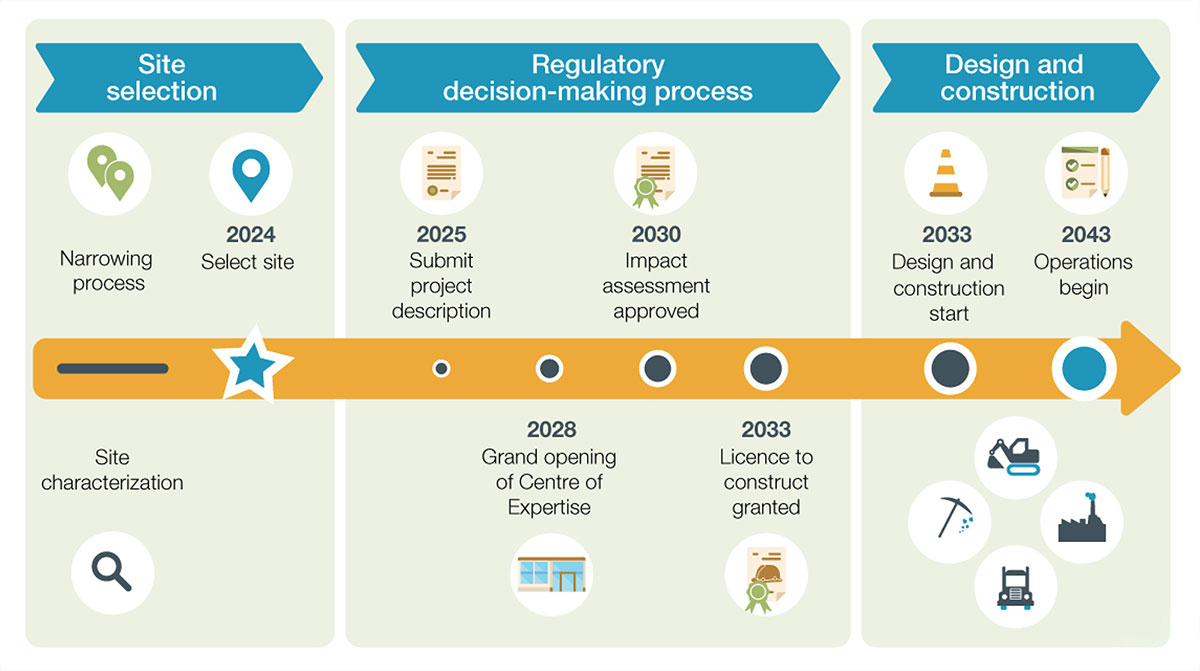 Site
selection
Narrowing
process
2024
Select site
Site
characterization
Regulatory
decision-making process
2025
Submit
project
description
2028
Grand opening
of Centre of
Expertise
2030
Impact
assessment
approved
2033
Licence to
construct
granted
Design and
construction
2033
Design and
construction
start
2043
Operations
begin